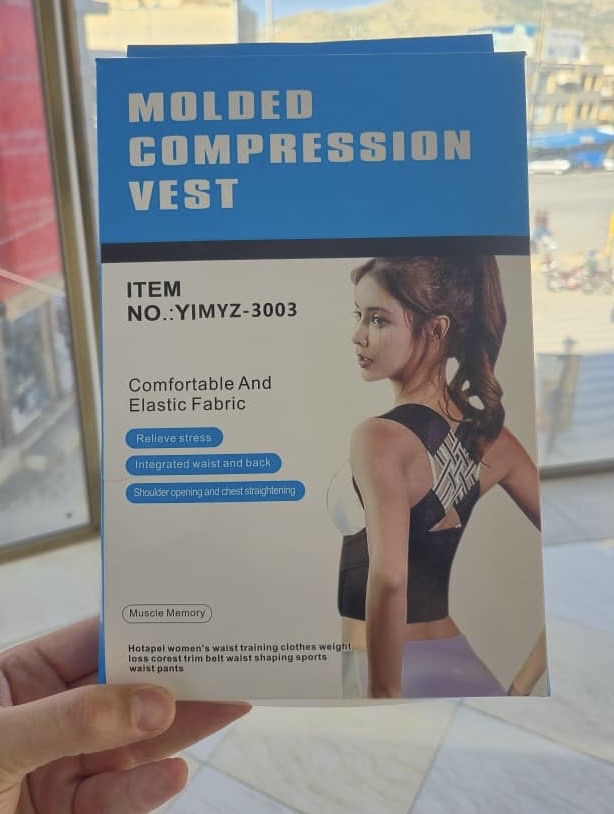 MOLDED
COMPRESSION
VEST
ITEM
NO.:YIMYZ-3003
Comfortable And
Elastic Fabric
Relieve stress
Integrated waist and back
Shoulder opening and chest straightening
Muscle Memory
Hotapei women's waist training clothes weight
loss corest trim belt waist shaping sports
waist pants